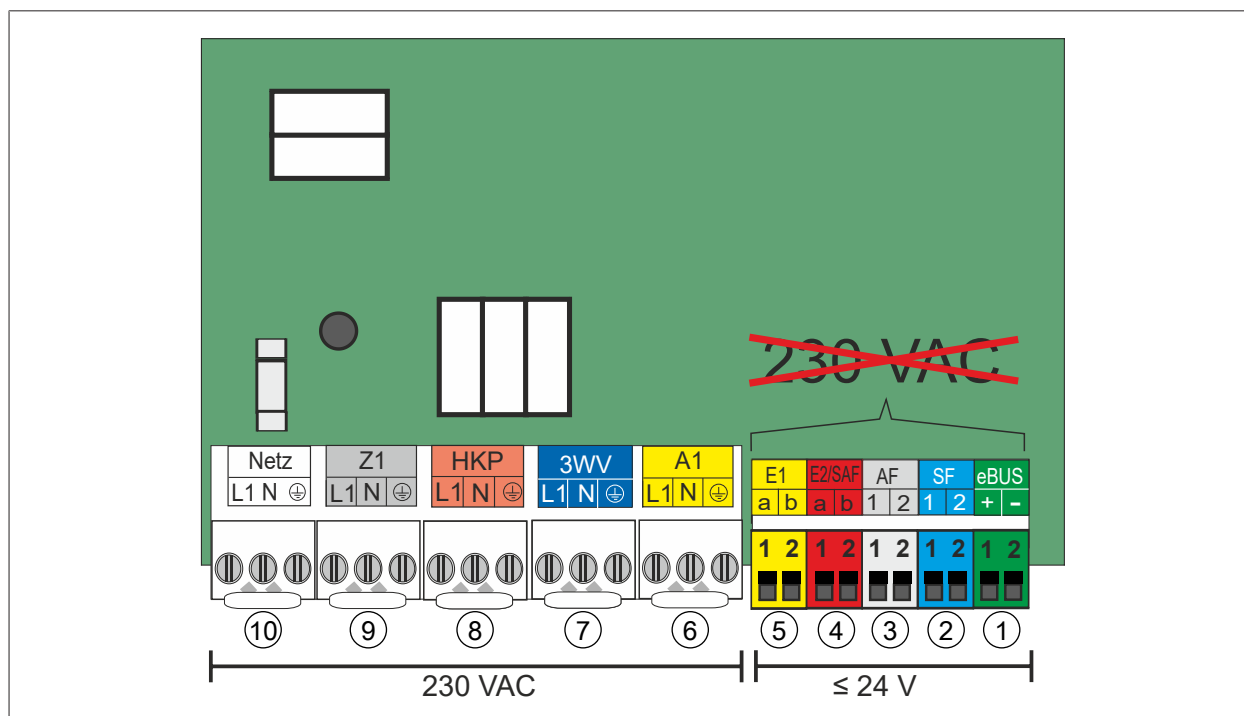 230 VAC
Netz Z1 HKP 3WV A1
L1 N L1 N L1 N L1 N L1 N
E1 E2/SAF AF SF eBUS
a b a b 1 2 1 2 + -
1 2 1 2 1 2 1 2 1 2
10 9 8 7 6 5 4 3 2 1
230 VAC ≤ 24 V